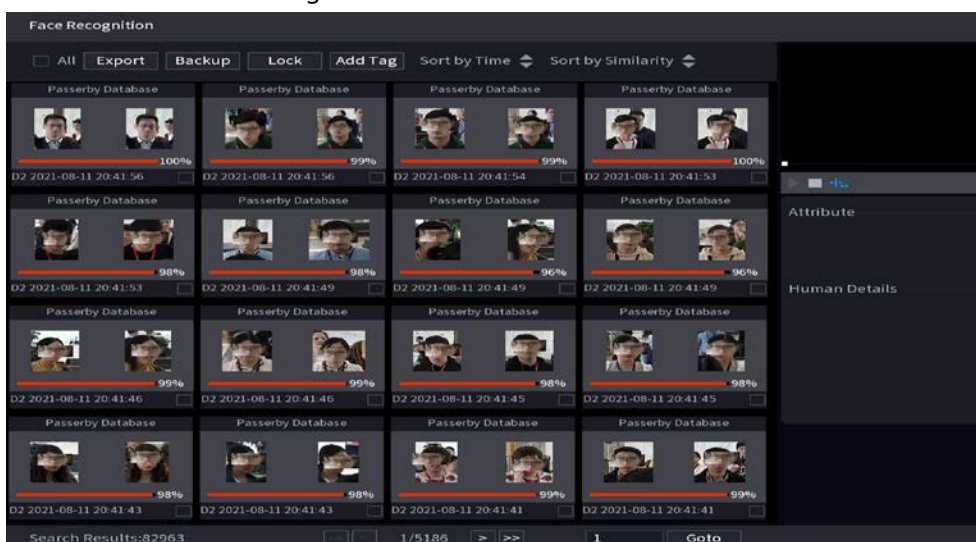 Face Recognition
All Export Backup Lock Add Tag Sort by Time Sort by Similarity
Passerby Database Passerby Database Passerby Database Passerby Database
100% 99% 99% 100%
D2 2021-08-11 20:41:56 D2 2021-08-11 20:41:56 D2 2021-08-11 20:41:54 D2 2021-08-11 20:41:53
Attribute
Passerby Database Passerby Database Passerby Database Passerby Database
98% 98% 96% 96%
D2 2021-08-11 20:41:53 D2 2021-08-11 20:41:49 D2 2021-08-11 20:41:49 D2 2021-08-11 20:41:49
Human Details
Passerby Database Passerby Database Passerby Database Passerby Database
99% 99% 98% 98%
D2 2021-08-11 20:41:46 D2 2021-08-11 20:41:46 D2 2021-08-11 20:41:45 D2 2021-08-11 20:41:45
Passerby Database Passerby Database Passerby Database Passerby Database
98% 98% 99% 99%
D2 2021-08-11 20:41:43 D2 2021-08-11 20:41:43 D2 2021-08-11 20:41:41 D2 2021-08-11 20:41:41
Search Results:82963 1/5186 > >> 1 Goto